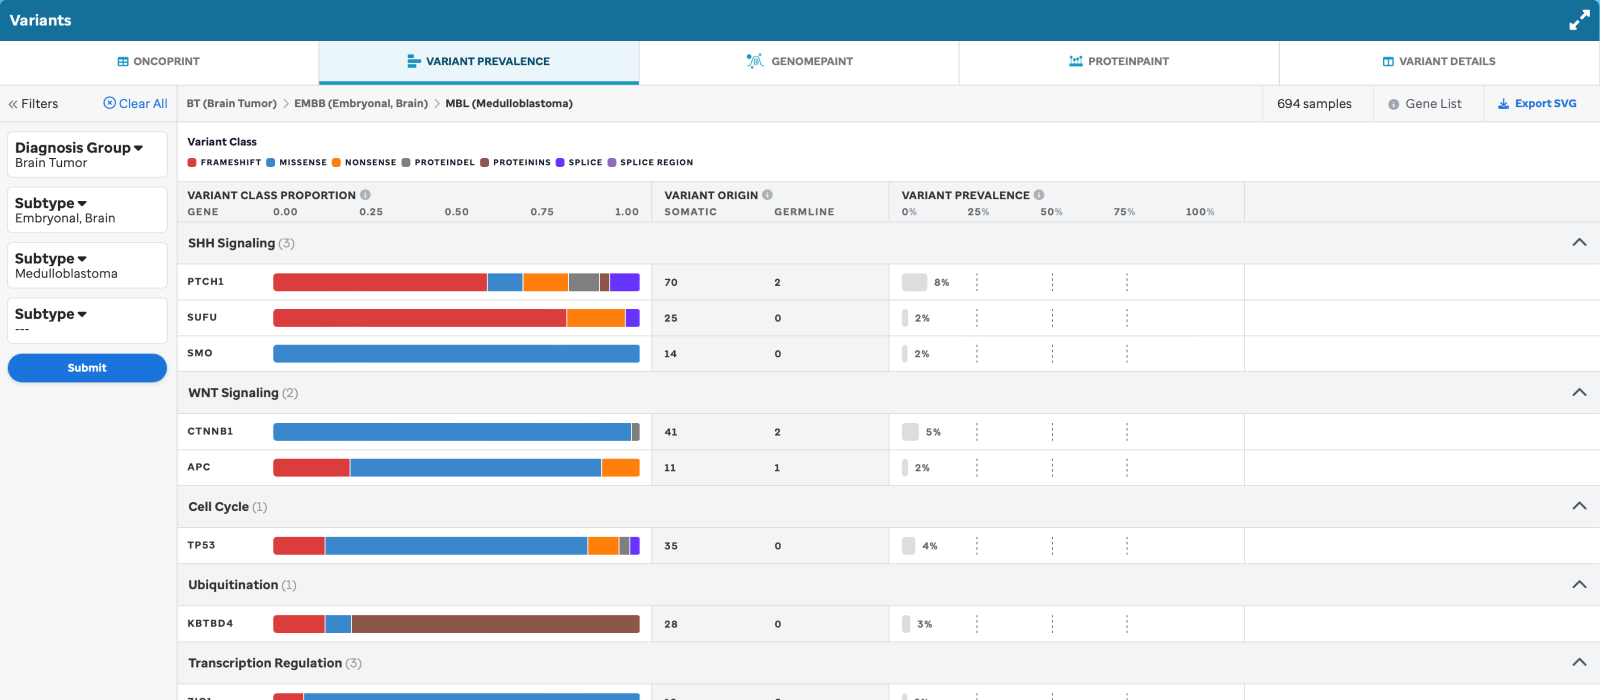 Variants
ONCOPRINT
VARIANT PREVALENCE
GENOMEPAINT
PROTEINPAINT
VARIANT DETAILS
Filters
Clear All
BT (Brain Tumor) > EMBB (Embryonal, Brain) > MBL (Medulloblastoma)
694 samples
Gene List
Export SVG
Diagnosis Group
Brain Tumor
Subtype
Embryonal, Brain
Subtype
Medulloblastoma
Subtype
---
Submit
Variant Class
FRAMESHIFT MISSENSE NONSENSE PROTEINDEL PROTEININS SPLICE SPLICE REGION
VARIANT CLASS PROPORTION VARIANT ORIGIN VARIANT PREVALENCE
GENE 0.00 0.25 0.50 0.75 1.00 SOMATIC GERMLINE 0% 25% 50% 75% 100%
SHH Signaling (3)
PTCH1 70 2 8%
SUFU 25 0 2%
SMO 14 0 2%
WNT Signaling (2)
CTNNB1 41 2 5%
APC 11 1 2%
Cell Cycle (1)
TP53 35 0 4%
Ubiquitination (1)
KBTBD4 28 0 3%
Transcription Regulation (3)